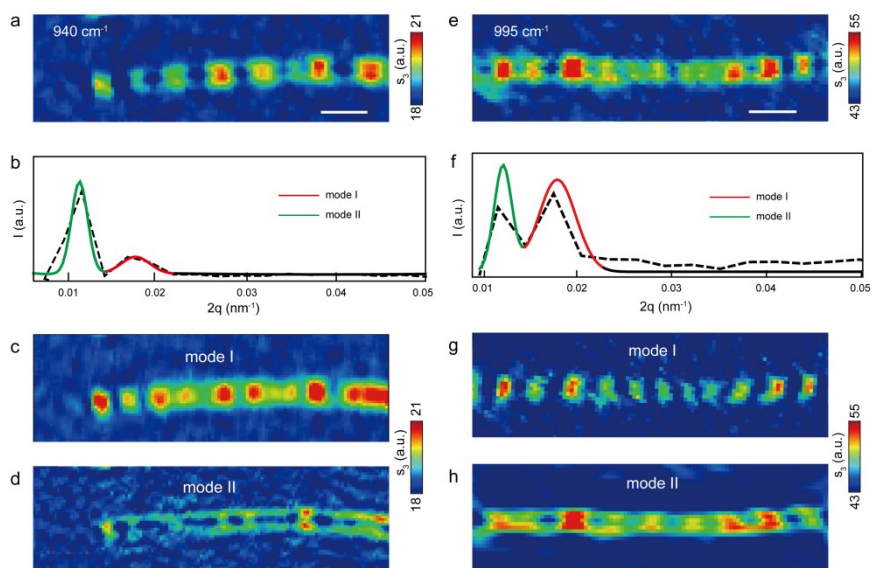 a
940 cm⁻¹
21
s₃ (a.u.)
18
b
I (a.u.)
mode I
mode II
0.01 0.02 0.03 0.04 0.05
2q (nm⁻¹)
c
mode I
21
s₃ (a.u.)
18
d
mode II
e
995 cm⁻¹
55
s₃ (a.u.)
43
f
I (a.u.)
mode I
mode II
0.01 0.02 0.03 0.04 0.05
2q (nm⁻¹)
g
mode I
55
s₃ (a.u.)
43
h
mode II